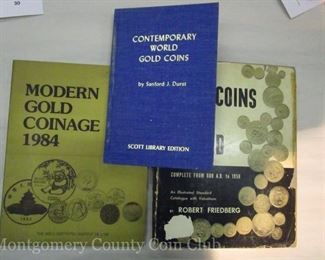 30
CONTEMPORARY
WORLD
GOLD COINS
by Sanford J. Durst
SCOTT LIBRARY EDITION
MODERN
GOLD
COINAGE
1984
COINS
D
COMPLETE FROM 600 A.D. to 1958
An Illustrated Standard
Catalogue with Valuations
BY
ROBERT FRIEDBERG
Montgomery County Coin Club